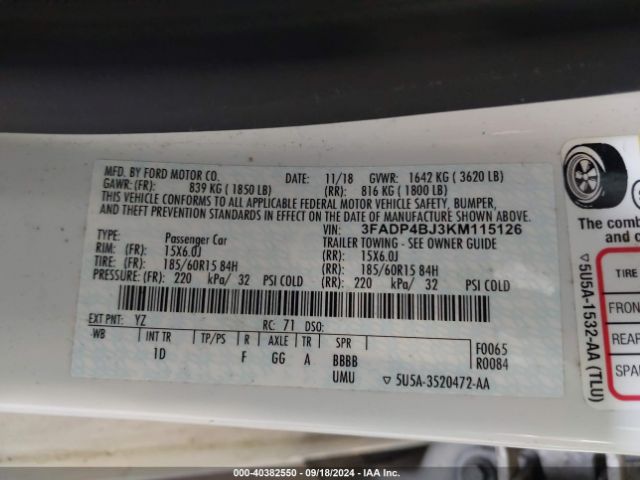 MFD. BY FORD MOTOR CO. DATE: 11/18 GVWR: 1642 KG ( 3620 LB)
GAWR: (FR): 839 KG ( 1850 LB) (RR): 816 KG ( 1800 LB)
THIS VEHICLE CONFORMS TO ALL APPLICABLE FEDERAL MOTOR VEHICLE SAFETY, BUMPER,
AND THEFT PREVENTION STANDARDS IN EFFECT ON THE DATE OF MANUFACTURE SHOWN ABOVE.
VIN: 3FADP4BJ3KM115126
TYPE: Passenger Car TRAILER TOWING - SEE OWNER GUIDE
RIM: (FR): 15X6.0J (RR): 15X6.0J
TIRE: (FR): 185/60R15 84H (RR): 185/60R15 84H
PRESSURE: (FR): 220 kPa/ 32 PSI COLD (RR): 220 kPa/ 32 PSI COLD
EXT PNT: YZ RC: 71 DSO:
WB INT TR TP/PS R AXLE TR SPR F0065
1D F GG A BBBB R0084
UMU ▽ 5U5A-3520472-AA
The comb
cargo s
▽5U5A-1532-AA (TLU)
TIRE
FRON
REAR
SPAR
000-40382550 - 09/18/2024 - IAA Inc.